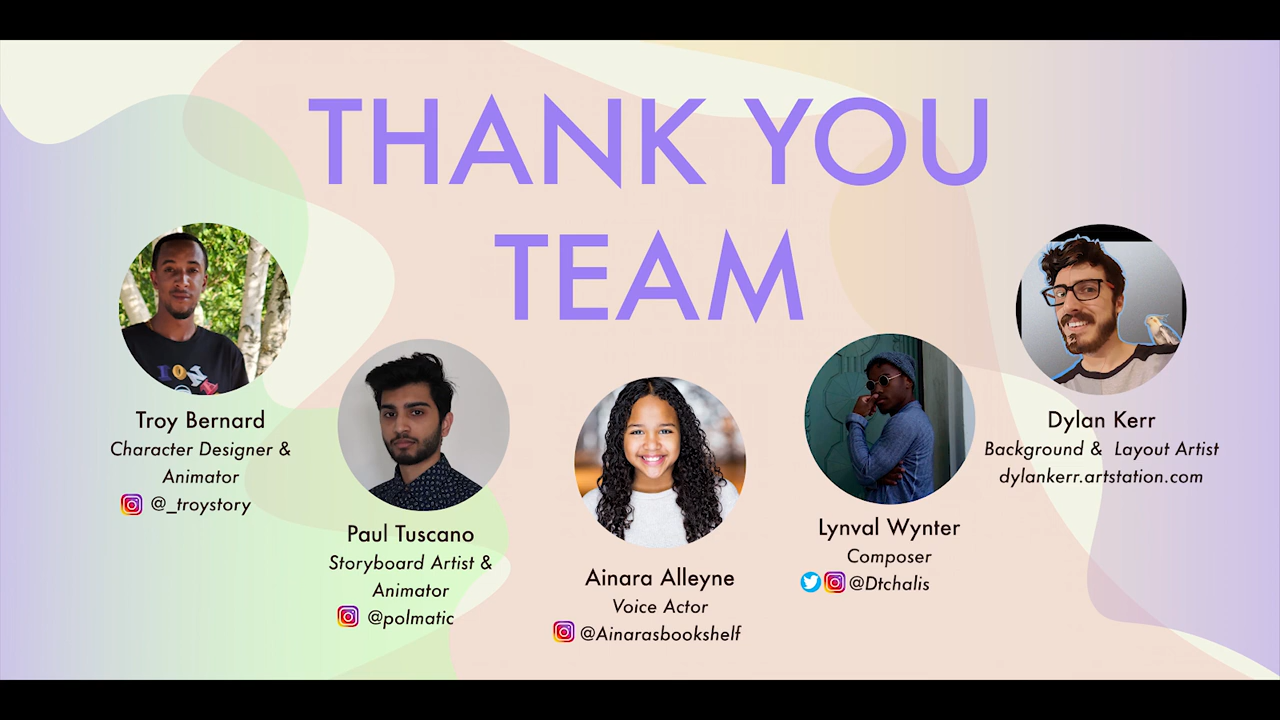 THANK YOU
TEAM
Troy Bernard
Character Designer &
Animator
@_troystory
Paul Tuscano
Storyboard Artist &
Animator
@polmatic
Ainara Alleyne
Voice Actor
@Ainarasbookshelf
Lynval Wynter
Composer
@Dtchalis
Dylan Kerr
Background & Layout Artist
dylankerr.artstation.com